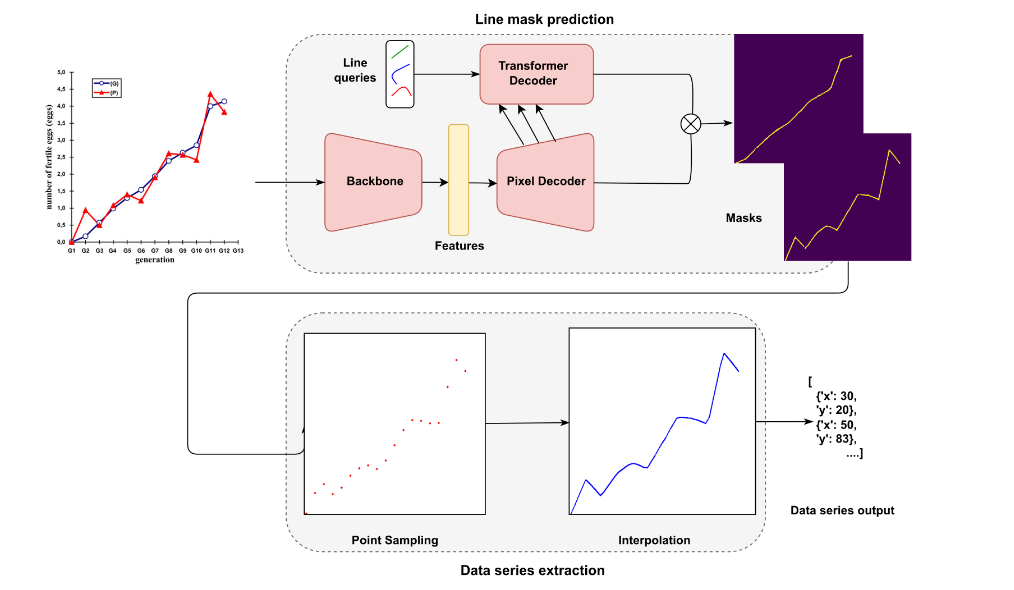 Line mask prediction
Line
queries
Transformer
Decoder
Backbone
Pixel Decoder
Features
Masks
number of fertile eggs (eggs)
5,0
4,5
4,0
3,5
3,0
2,5
2,0
1,5
1,0
0,5
0,0
(G)
(P)
G1 G2 G3 G4 G5 G6 G7 G8 G9 G10 G11 G12 G13
generation
[
{'x': 30,
'y': 20},
{'x': 50,
'y': 83},
....]
Data series output
Point Sampling
Interpolation
Data series extraction